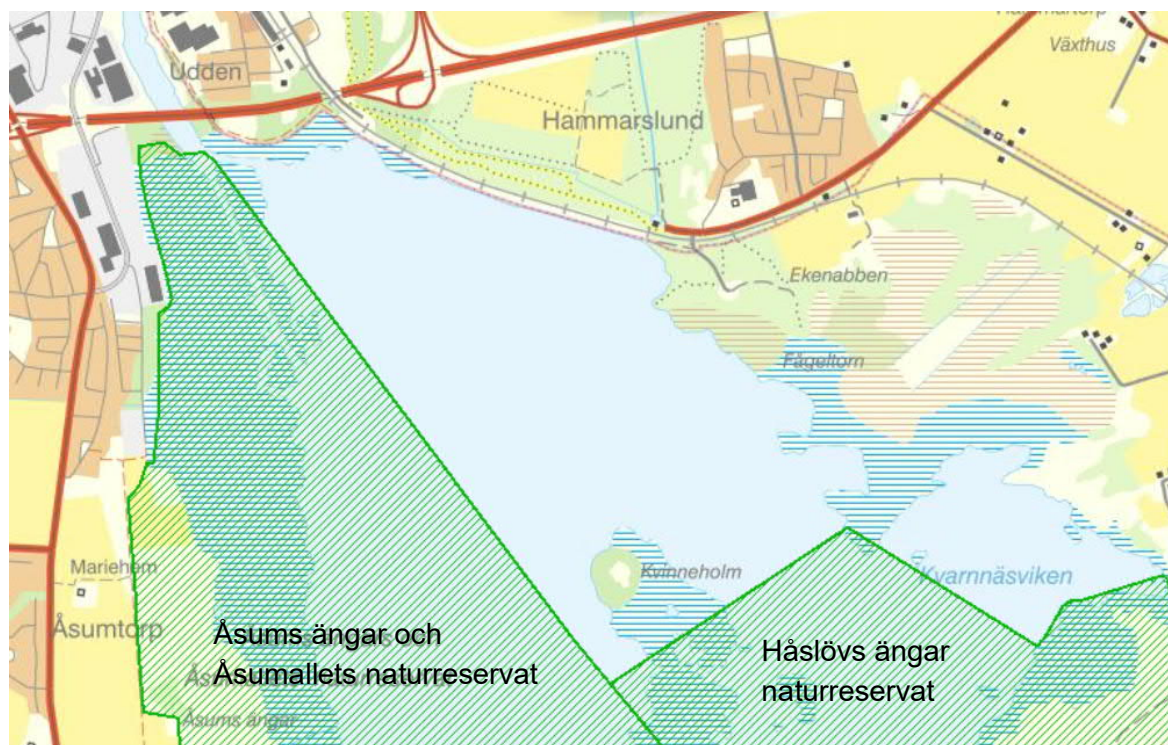 Växthus
Udden
Hammarslund
Ekenabben
Fågeltorn
Kvinneholm
Kvarnnäsviken
Mariehem
Åsumtorp
Åsums ängar och
Åsumallets naturreservat
Håslövs ängar
naturreservat
Åsums ängar